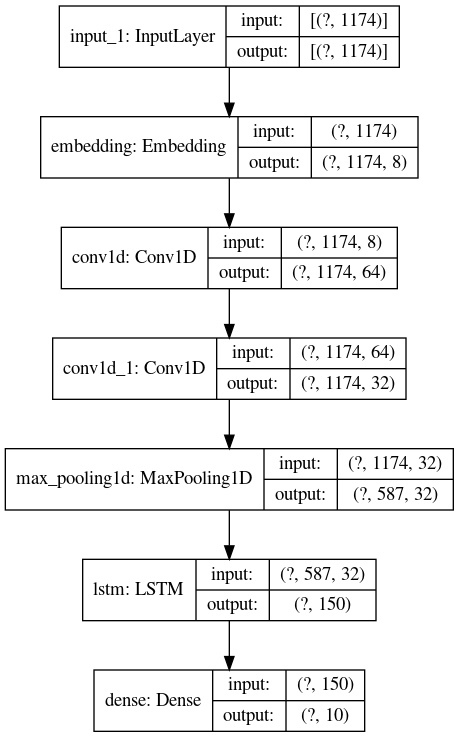 input_1: InputLayer
input:
[(?, 1174)]
output:
[(?, 1174)]
embedding: Embedding
input:
(?, 1174)
output:
(?, 1174, 8)
conv1d: Conv1D
input:
(?, 1174, 8)
output:
(?, 1174, 64)
conv1d_1: Conv1D
input:
(?, 1174, 64)
output:
(?, 1174, 32)
max_pooling1d: MaxPooling1D
input:
(?, 1174, 32)
output:
(?, 587, 32)
lstm: LSTM
input:
(?, 587, 32)
output:
(?, 150)
dense: Dense
input:
(?, 150)
output:
(?, 10)